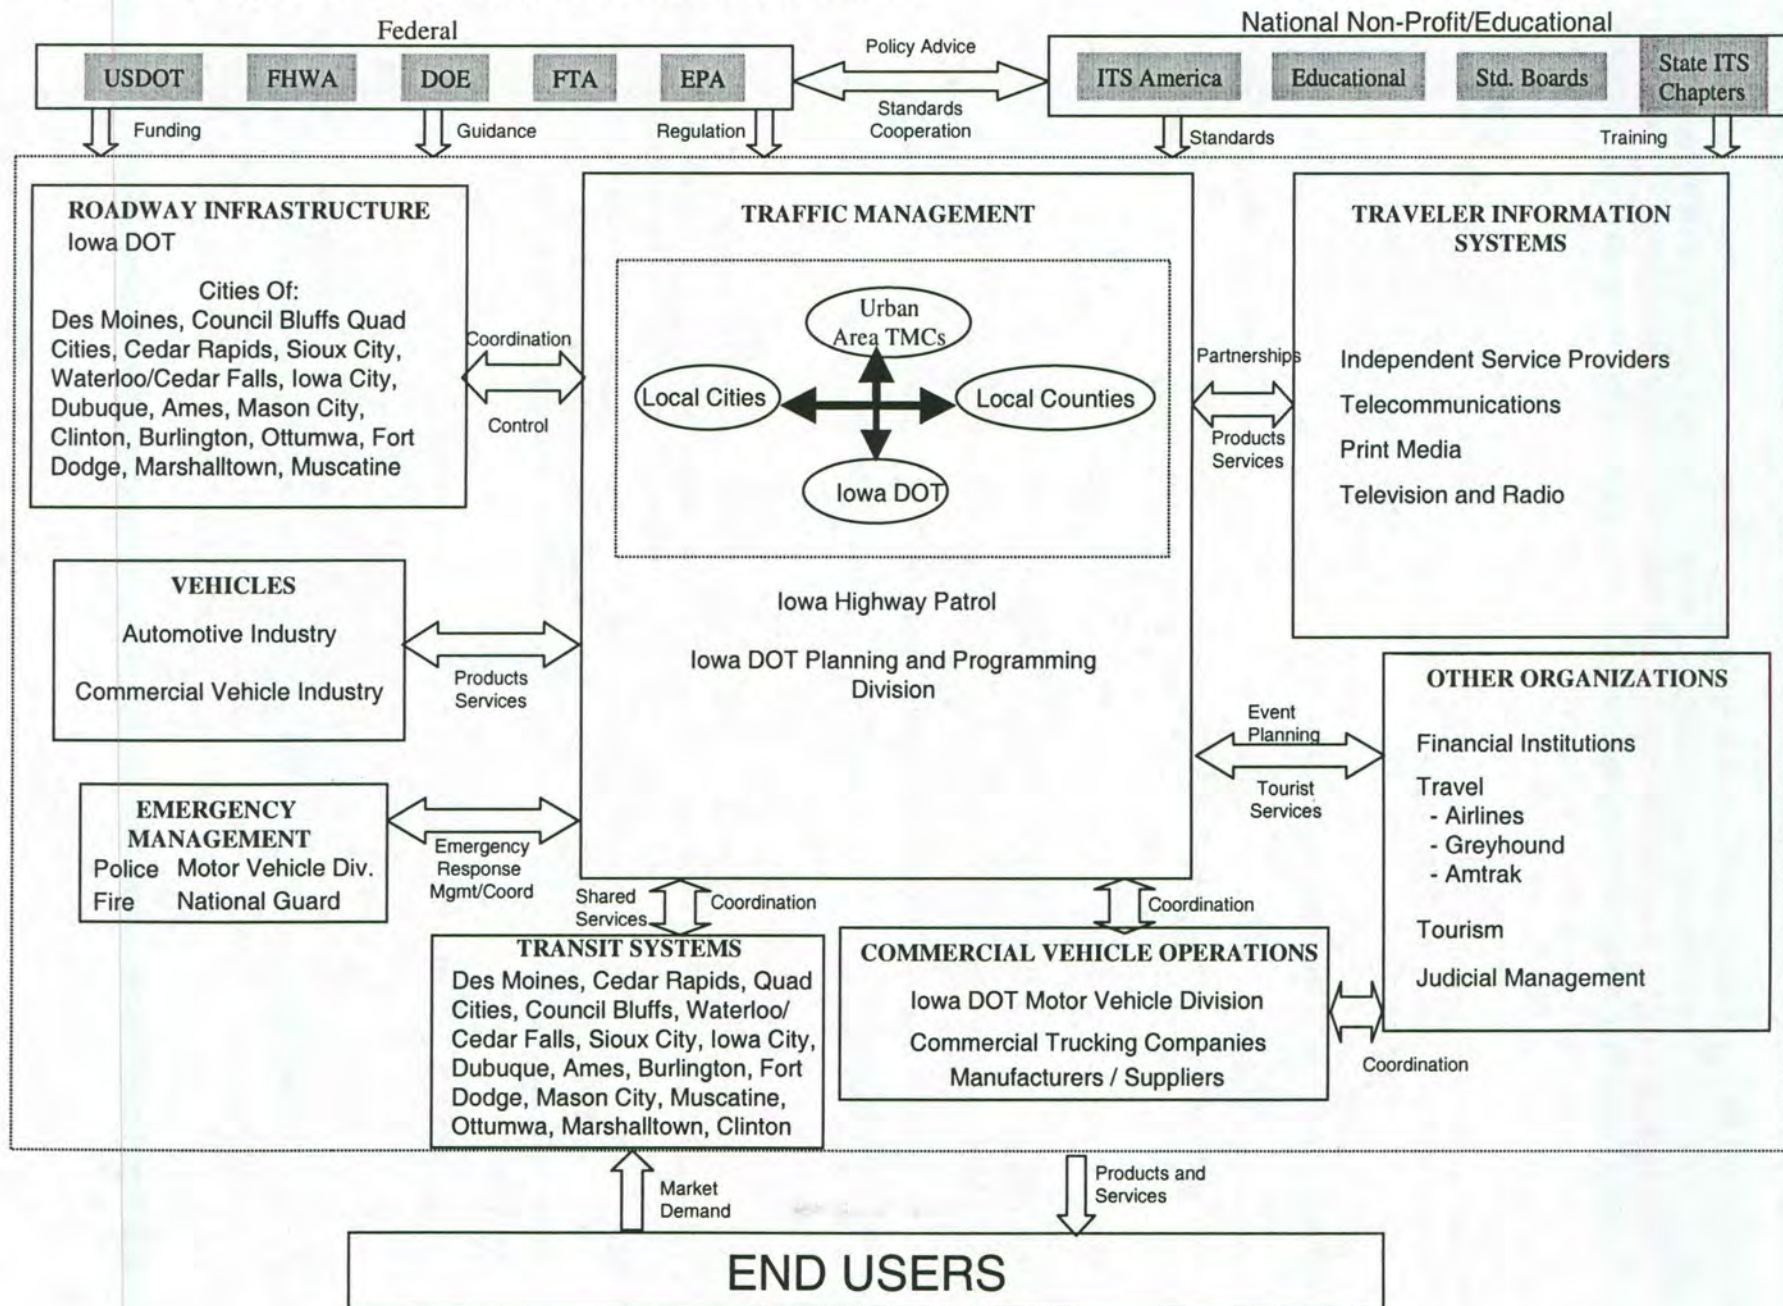 Federal
National Non-Profit/Educational
USDOT
FHWA
DOE
FTA
EPA
Policy Advice
Standards
Cooperation
ITS America
Educational
Std. Boards
State ITS
Chapters
Funding
Guidance
Regulation
Standards
Training
ROADWAY INFRASTRUCTURE
Iowa DOT
Cities Of:
Des Moines, Council Bluffs Quad
Cities, Cedar Rapids, Sioux City,
Waterloo/Cedar Falls, Iowa City,
Dubuque, Ames, Mason City,
Clinton, Burlington, Ottumwa, Fort
Dodge, Marshalltown, Muscatine
Coordination
Control
TRAFFIC MANAGEMENT
Urban
Area TMCs
Local Cities
Local Counties
Iowa DOT
Iowa Highway Patrol
Iowa DOT Planning and Programming
Division
Partnerships
Products
Services
TRAVELER INFORMATION
SYSTEMS
Independent Service Providers
Telecommunications
Print Media
Television and Radio
VEHICLES
Automotive Industry
Commercial Vehicle Industry
Products
Services
EMERGENCY
MANAGEMENT
Police Motor Vehicle Div.
Fire National Guard
Emergency
Response
Mgmt/Coord
Event
Planning
Tourist
Services
OTHER ORGANIZATIONS
Financial Institutions
Travel
- Airlines
- Greyhound
- Amtrak
Tourism
Judicial Management
Shared
Services
Coordination
Coordination
TRANSIT SYSTEMS
Des Moines, Cedar Rapids, Quad
Cities, Council Bluffs, Waterloo/
Cedar Falls, Sioux City, Iowa City,
Dubuque, Ames, Burlington, Fort
Dodge, Mason City, Muscatine,
Ottumwa, Marshalltown, Clinton
COMMERCIAL VEHICLE OPERATIONS
Iowa DOT Motor Vehicle Division
Commercial Trucking Companies
Manufacturers / Suppliers
Coordination
Market
Demand
Products and
Services
END USERS